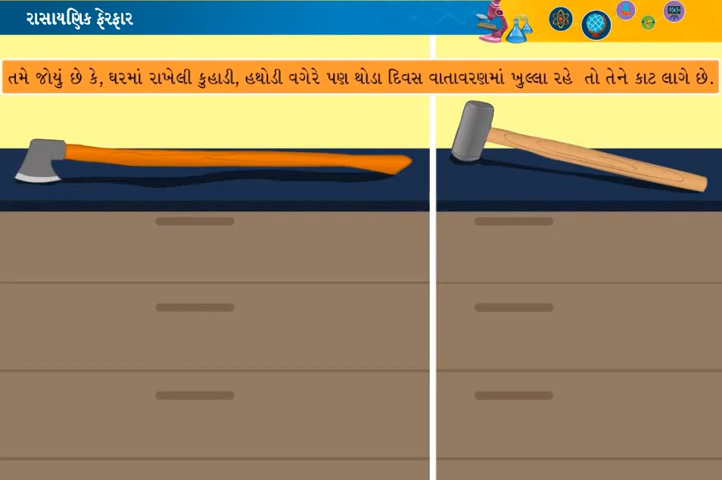 રાસાયણિક ફેરફાર
તમે જોયું છે કે, ઘરમાં રાખેલી કુહાડી, હથોડી વગેરે પણ થોડા દિવસ વાતાવરણમાં ખુલ્લા રહે તો તેને કાટ લાગે છે.